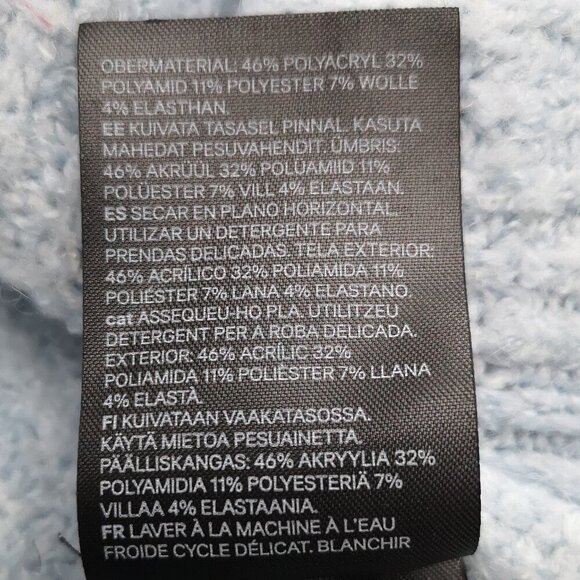 OBERMATERIAL: 46% POLYACRYL 32%
POLYAMID 11% POLYESTER 7% WOLLE
4% ELASTHAN.
EE KUIVATA TASASEL PINNAL. KASUTA
MAHEDAT PESUVAHENDIT. ÜMBRIS:
46% AKRÜÜL 32% POLÜAMIID 11%
POLÜESTER 7% VILL 4% ELASTAAN.
ES SECAR EN PLANO HORIZONTAL.
UTILIZAR UN DETERGENTE PARA
PRENDAS DELICADAS. TELA EXTERIOR:
46% ACRÍLICO 32% POLIAMIDA 11%
POLIÉSTER 7% LANA 4% ELASTANO.
cat ASSEQUEU-HO PLA. UTILITZEU
DETERGENT PER A ROBA DELICADA.
EXTERIOR: 46% ACRÍLIC 32%
POLIAMIDA 11% POLIÈSTER 7% LLANA
4% ELASTÀ.
FI KUIVATAAN VAAKATASOSSA.
KÄYTÄ MIETOA PESUAINETTA.
PÄÄLLISKANGAS: 46% AKRYYLIA 32%
POLYAMIDIA 11% POLYESTERIÄ 7%
VILLAA 4% ELASTAANIA.
FR LAVER À LA MACHINE À L'EAU
FROIDE CYCLE DÉLICAT. BLANCHIR